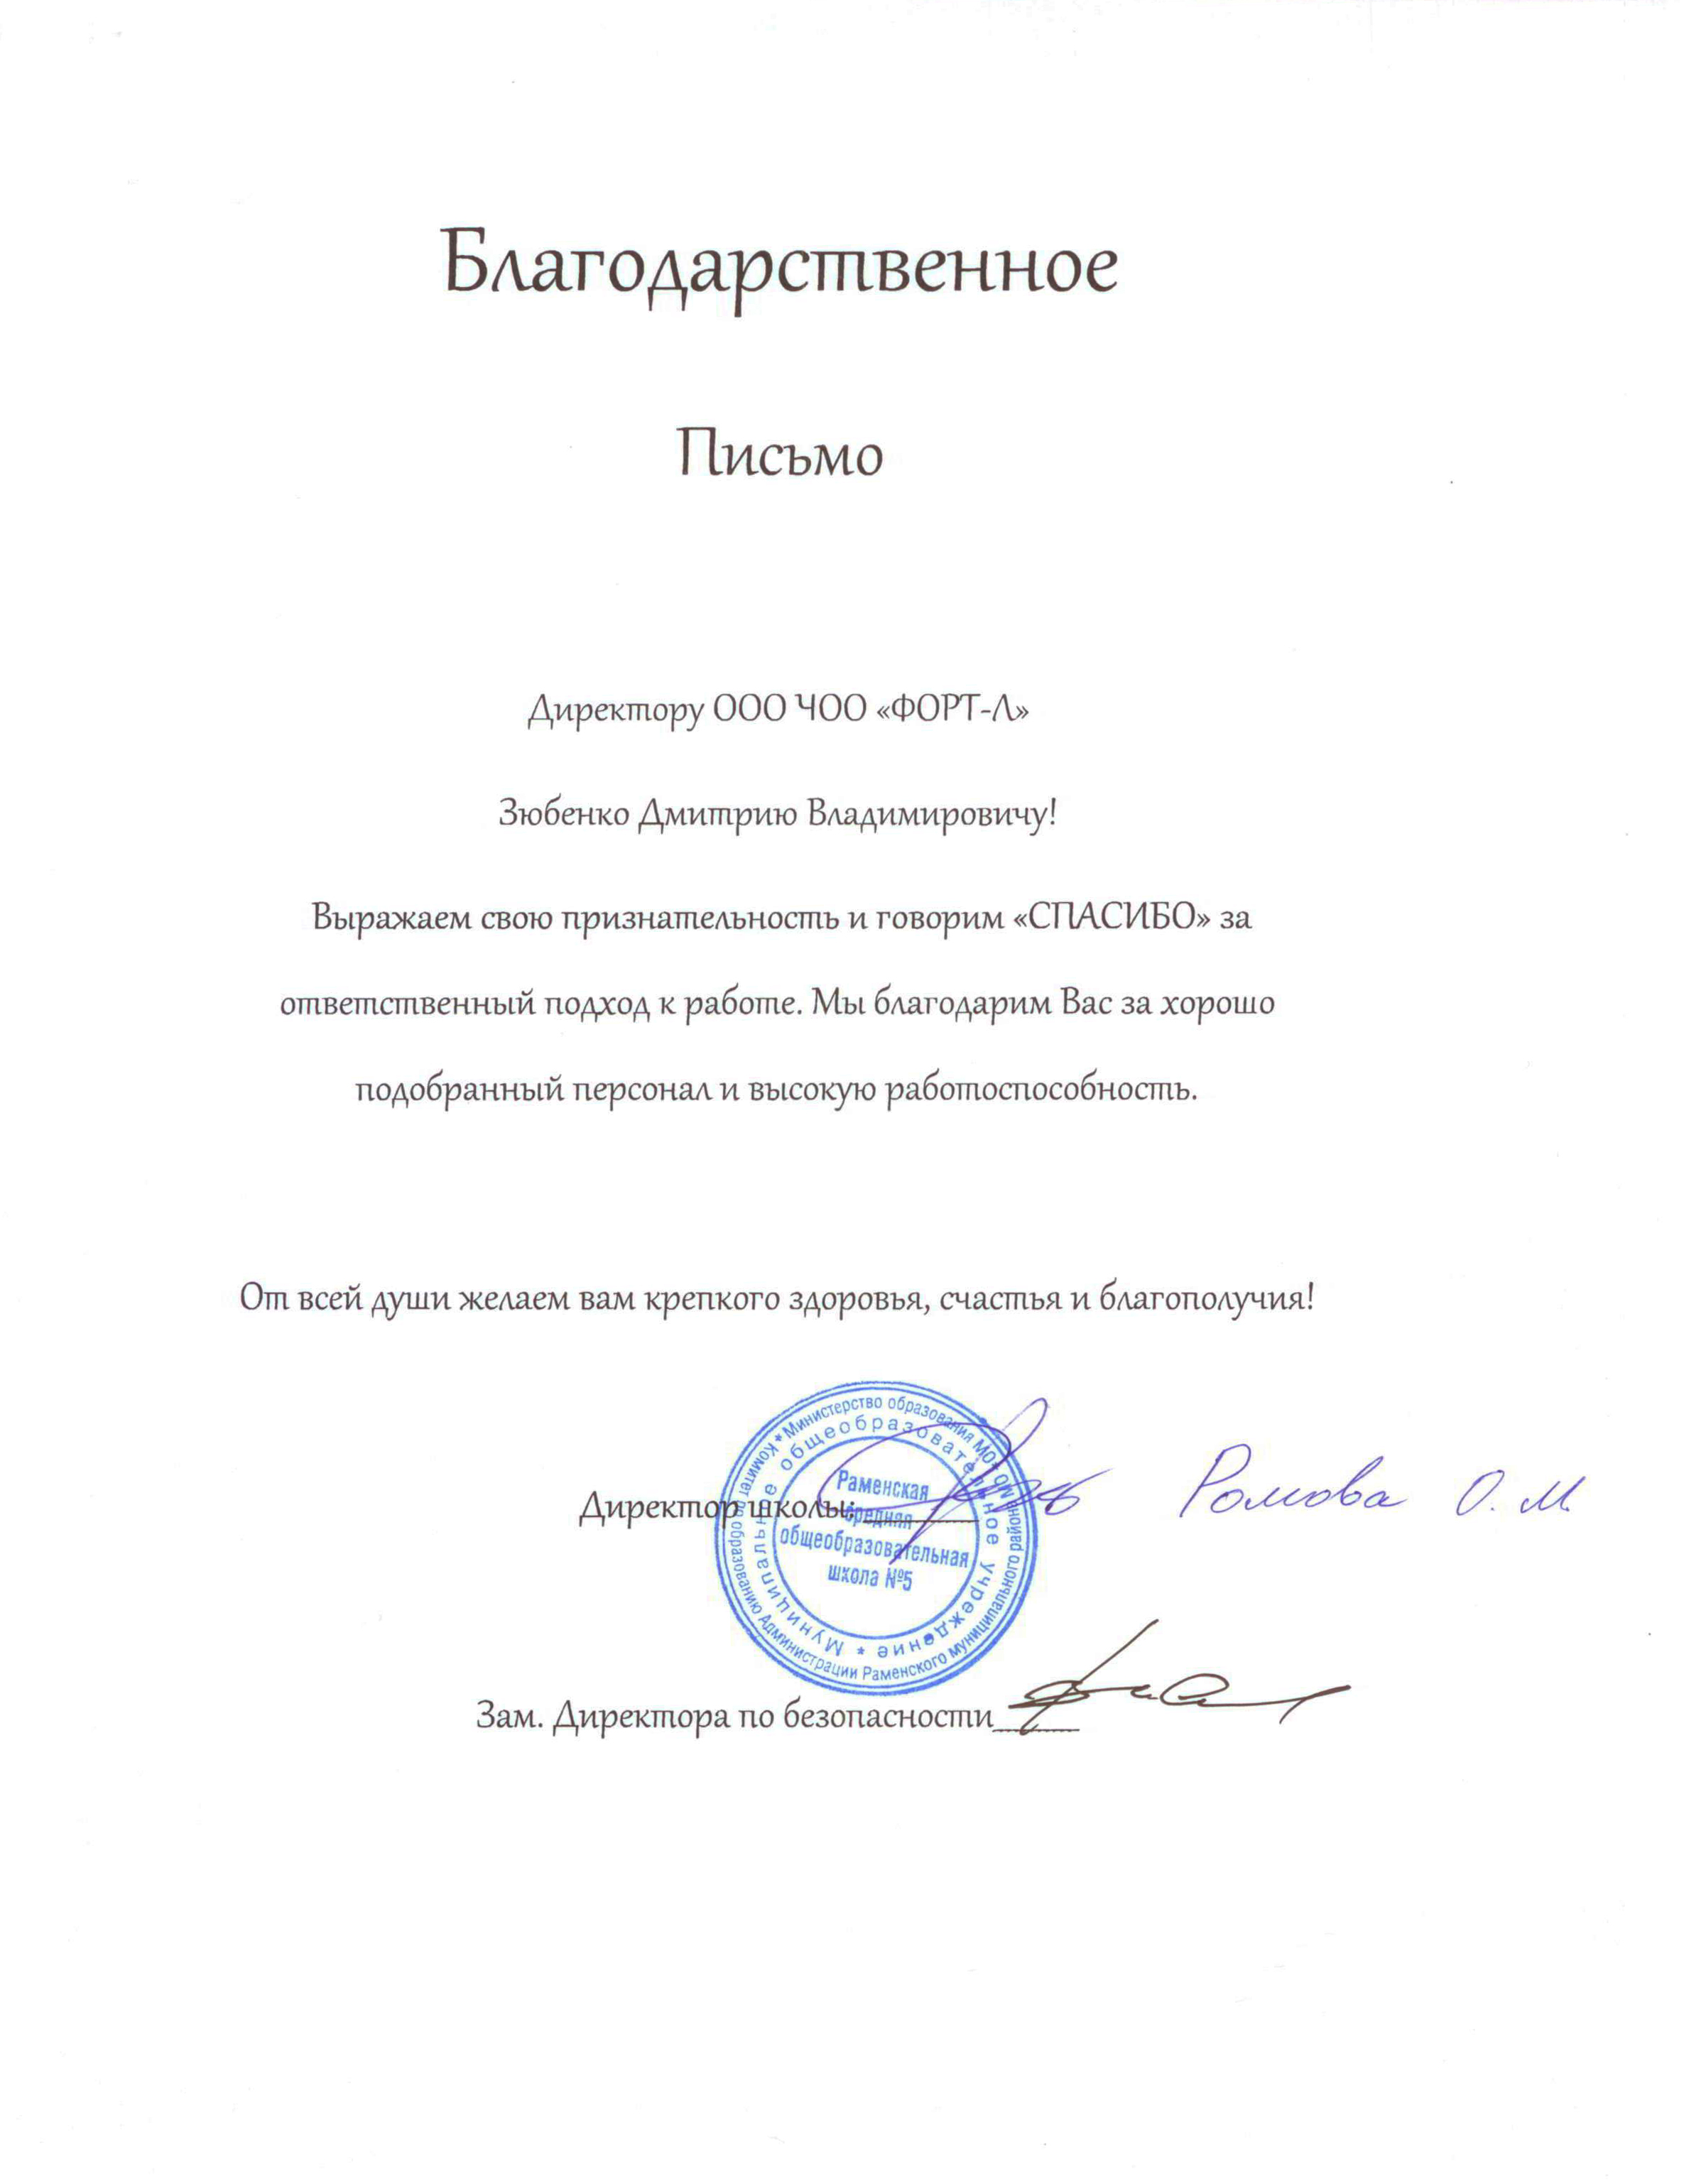 Благодарственное
Письмо
Директору ООО ЧОО «ФОРТ-Л»
Зюбенко Дмитрию Владимировичу!
Выражаем свою признательность и говорим «СПАСИБО» за
ответственный подход к работе. Мы благодарим Вас за хорошо
подобранный персонал и высокую работоспособность.
От всей души желаем вам крепкого здоровья, счастья и благополучия!
Директор школы: Ромова О. М
* Министерство образования МО * Комитет по образованию Администрации Раменского муниципального района МО
* Муниципальное общеобразовательное учреждение
Раменская
средняя
общеобразовательная
школа №5
Зам. Директора по безопасности